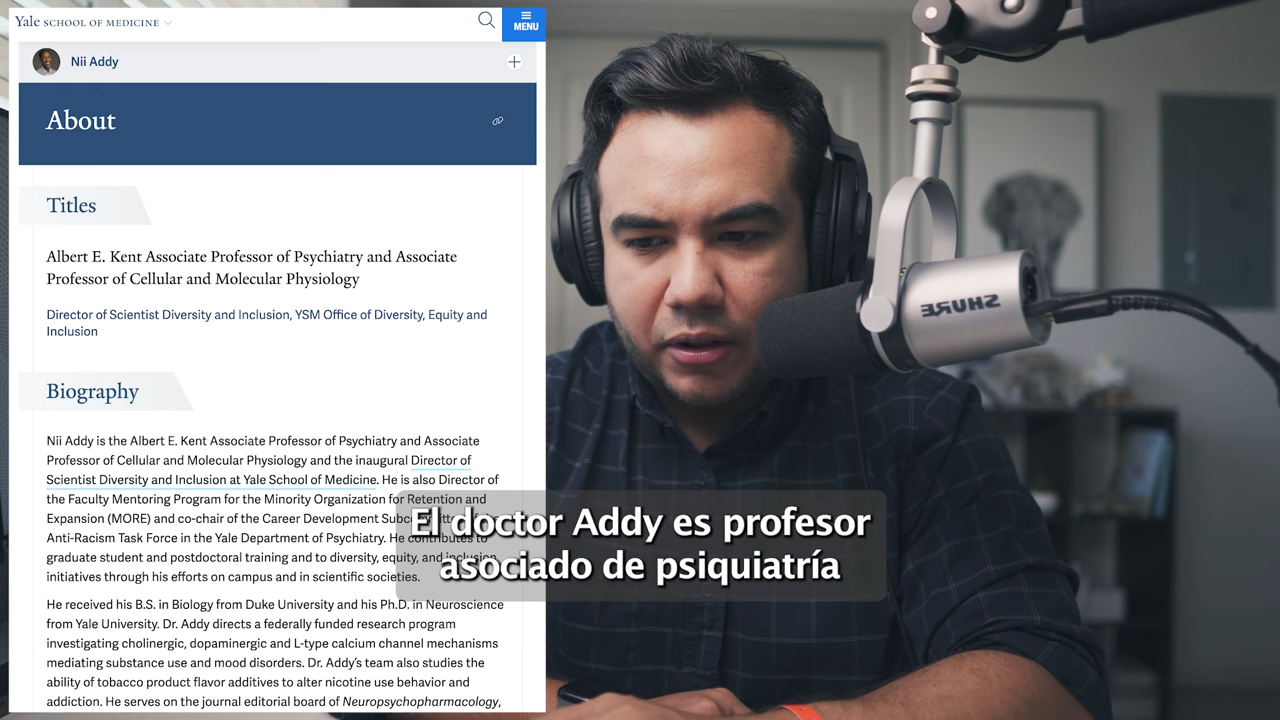 Yale SCHOOL OF MEDICINE
MENU
Nii Addy
About
Titles
Albert E. Kent Associate Professor of Psychiatry and Associate
Professor of Cellular and Molecular Physiology
Director of Scientist Diversity and Inclusion, YSM Office of Diversity, Equity and
Inclusion
Biography
Nii Addy is the Albert E. Kent Associate Professor of Psychiatry and Associate
Professor of Cellular and Molecular Physiology and the inaugural Director of
Scientist Diversity and Inclusion at Yale School of Medicine. He is also Director of
the Faculty Mentoring Program for the Minority Organization for Retention and
Expansion (MORE) and co-chair of the Career Development
Anti-Racism Task Force in the Yale Department of Psychiatry. He contributes to
graduate student and postdoctoral training and to diversity, equity, and inclusion
initiatives through his efforts on campus and in scientific societies.
He received his B.S. in Biology from Duke University and his Ph.D. in Neuroscience
from Yale University. Dr. Addy directs a federally funded research program
investigating cholinergic, dopaminergic and L-type calcium channel mechanisms
mediating substance use and mood disorders. Dr. Addy's team also studies the
ability of tobacco product flavor additives to alter nicotine use behavior and
addiction. He serves on the journal editorial board of Neuropsychopharmacology,
El doctor Addy es profesor
asociado de psiquiatría
SHURE